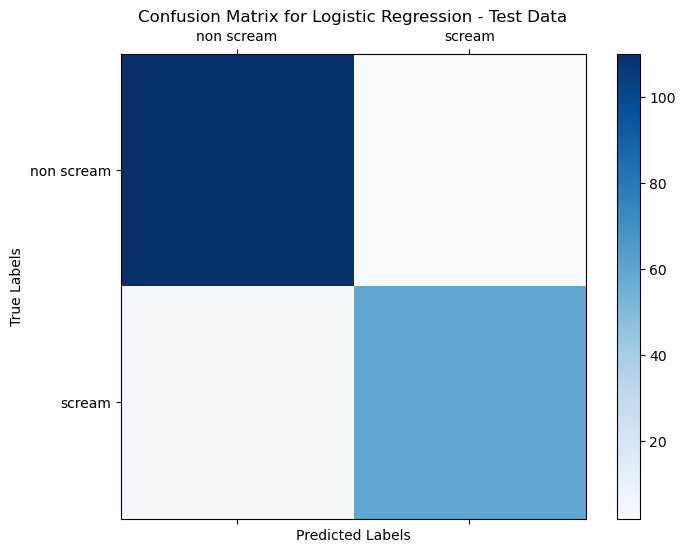 Confusion Matrix for Logistic Regression - Test Data
non scream
scream
non scream
scream
True Labels
Predicted Labels
100
80
60
40
20